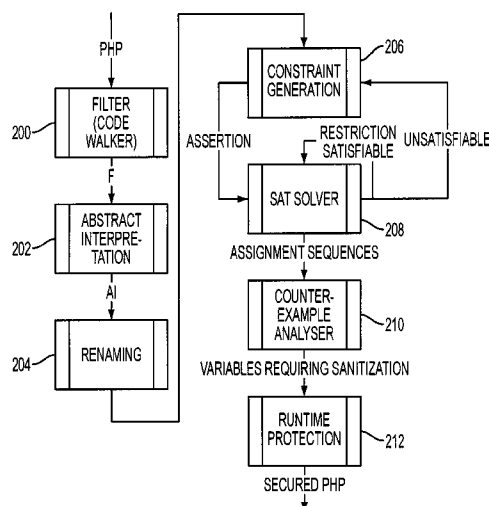 PHP
FILTER
(CODE
WALKER)
200
F
ABSTRACT
INTERPRE-
TATION
202
AI
RENAMING
204
CONSTRAINT
GENERATION
206
ASSERTION
RESTRICTION
SATISFIABLE
UNSATISFIABLE
SAT SOLVER
208
ASSIGNMENT SEQUENCES
COUNTER-
EXAMPLE
ANALYSER
210
VARIABLES REQUIRING SANITIZATION
RUNTIME
PROTECTION
212
SECURED PHP